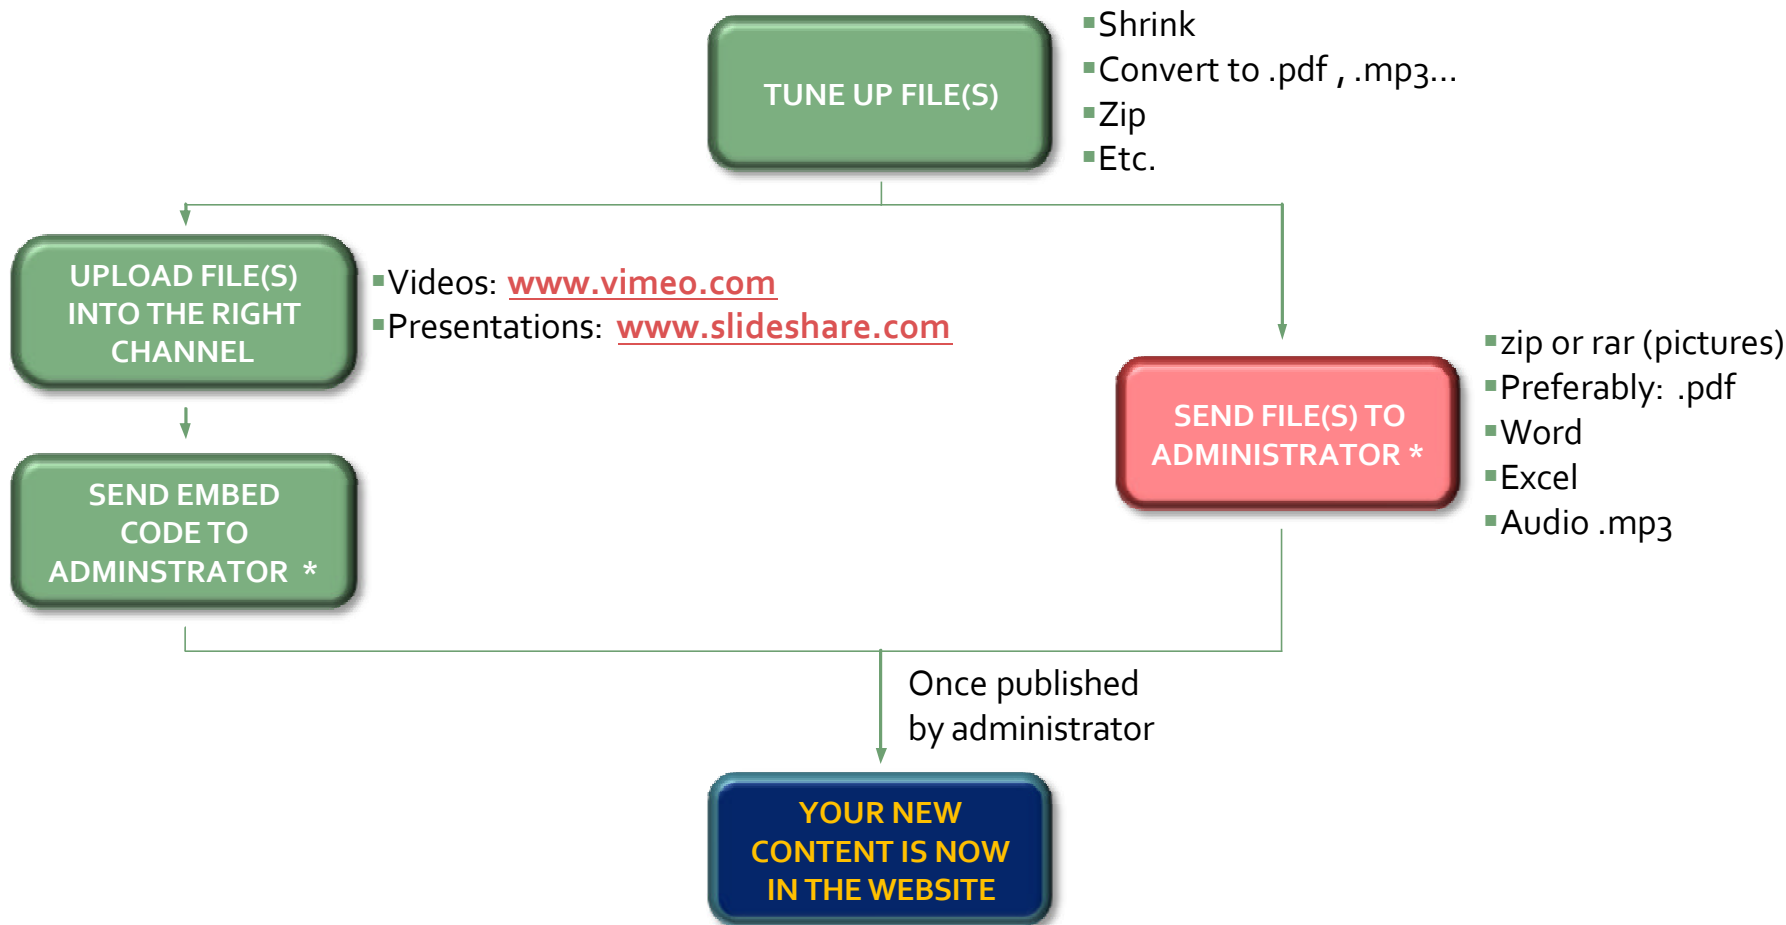 TUNE UP FILE(S)
▪Shrink
▪Convert to .pdf , .mp3...
▪Zip
▪Etc.
UPLOAD FILE(S)
INTO THE RIGHT
CHANNEL
▪Videos: www.vimeo.com
▪Presentations: www.slideshare.com
SEND EMBED
CODE TO
ADMINSTRATOR *
SEND FILE(S) TO
ADMINISTRATOR *
▪zip or rar (pictures)
▪Preferably: .pdf
▪Word
▪Excel
▪Audio .mp3
Once published
by administrator
YOUR NEW
CONTENT IS NOW
IN THE WEBSITE